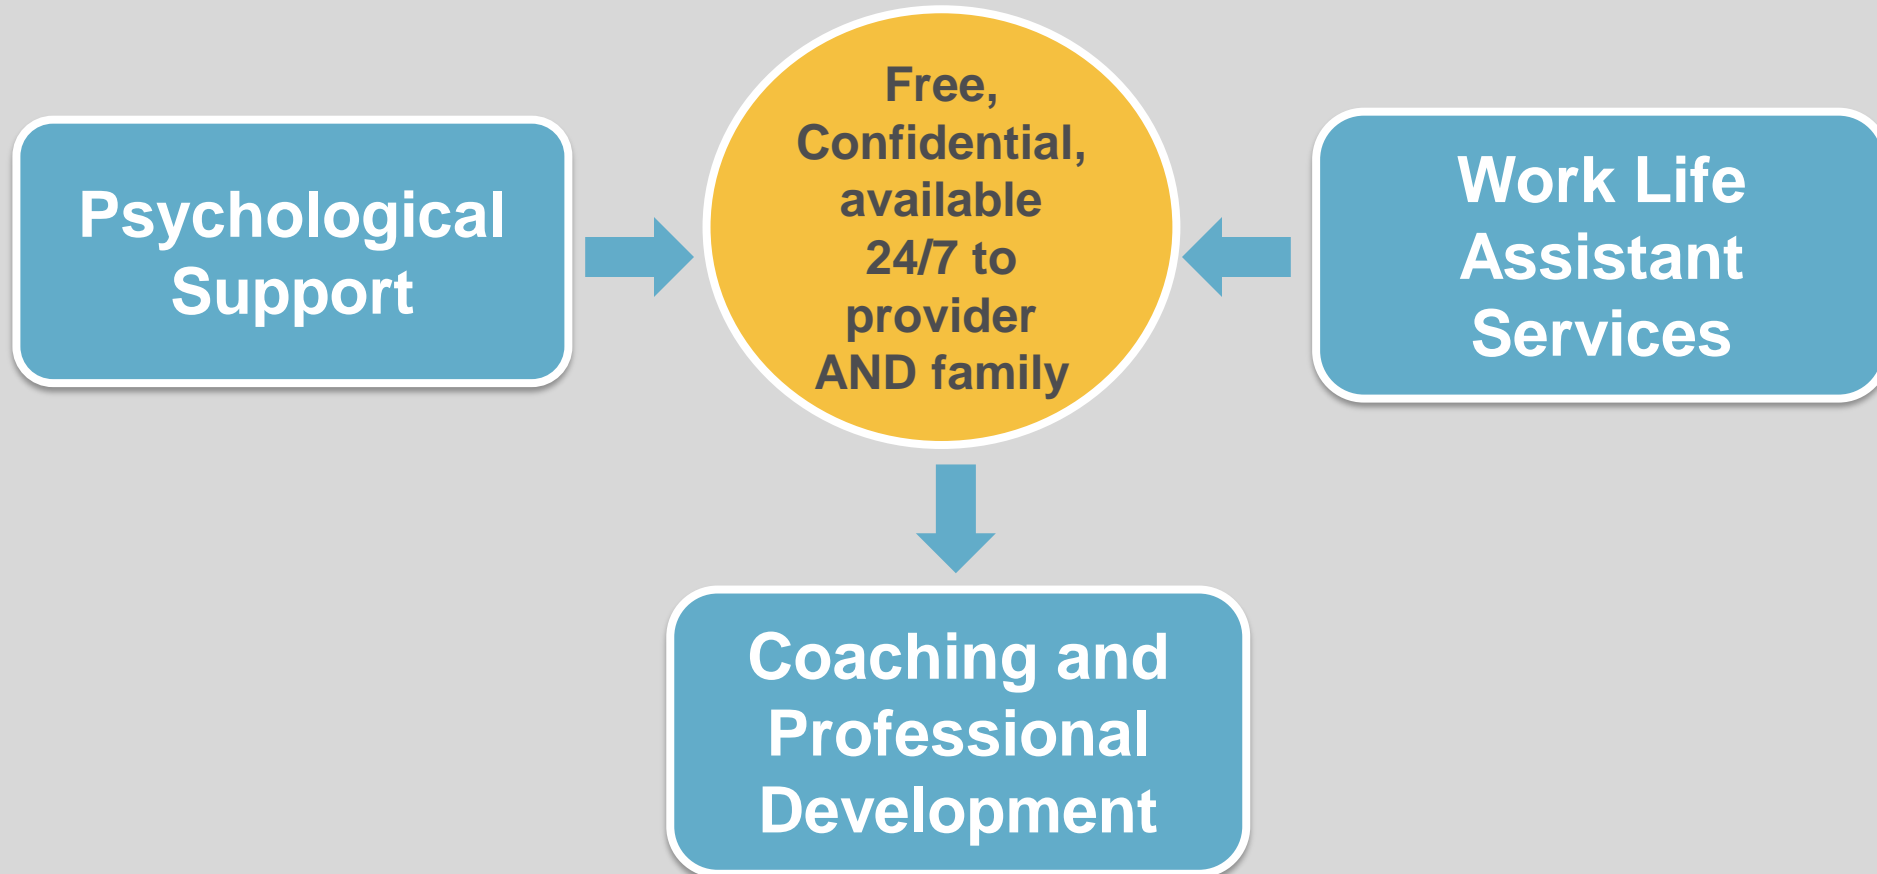 Psychological
Support
Free,
Confidential,
available
24/7 to
provider
AND family
Work Life
Assistant
Services
Coaching and
Professional
Development